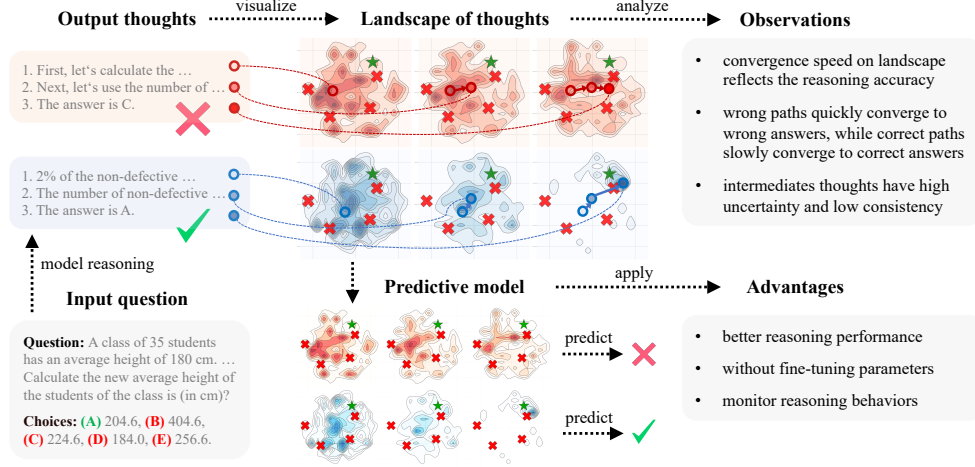 Output thoughts
visualize
Landscape of thoughts
analyze
Observations
1. First, let's calculate the …
2. Next, let's use the number of …
3. The answer is C.
1. 2% of the non-defective …
2. The number of non-defective …
3. The answer is A.
• convergence speed on landscape
reflects the reasoning accuracy
• wrong paths quickly converge to
wrong answers, while correct paths
slowly converge to correct answers
• intermediates thoughts have high
uncertainty and low consistency
model reasoning
Input question
Question: A class of 35 students
has an average height of 180 cm. …
Calculate the new average height of
the students of the class is (in cm)?
Choices: (A) 204.6, (B) 404.6,
(C) 224.6, (D) 184.0, (E) 256.6.
Predictive model
apply
Advantages
predict
predict
• better reasoning performance
• without fine-tuning parameters
• monitor reasoning behaviors